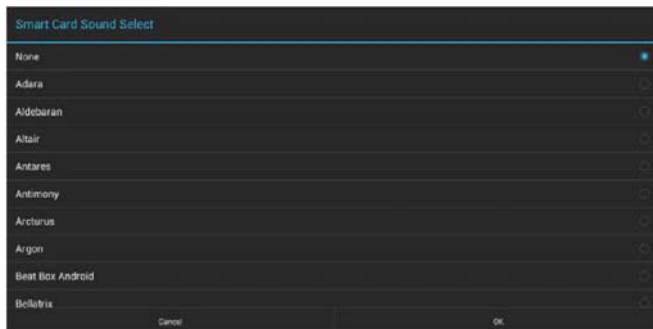 Smart Card Sound Select
None
Adara
Aldebaran
Altair
Antares
Antimony
Arcturus
Argon
Beat Box Android
Bellatrix
Cancel OK